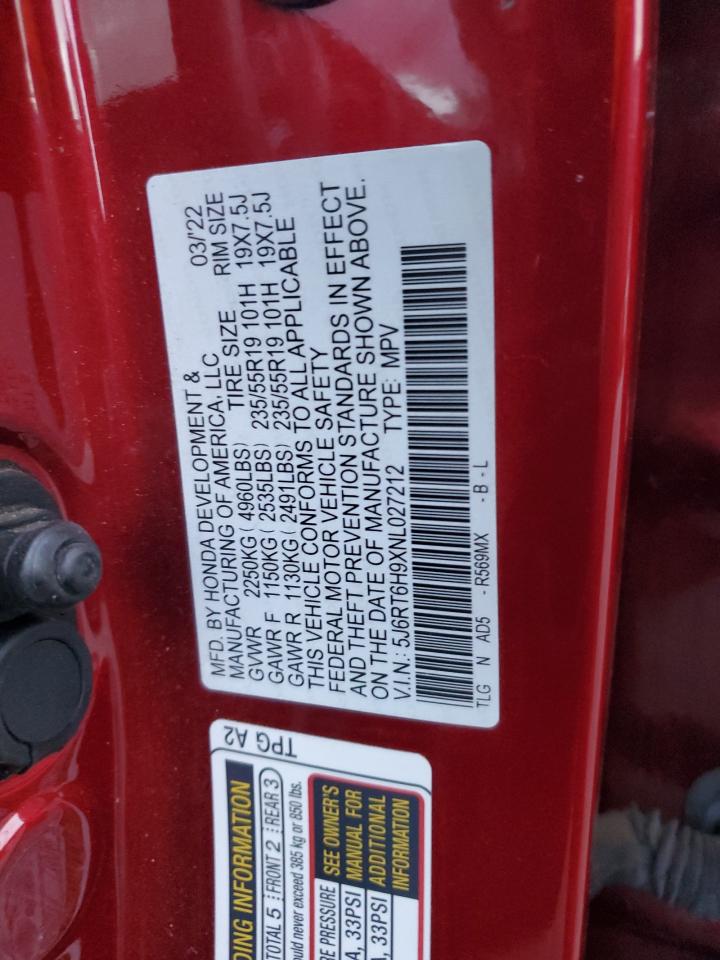 MFD. BY HONDA DEVELOPMENT & 03/'22
MANUFACTURING OF AMERICA, LLC
TIRE SIZE RIM SIZE
GVWR 2250KG ( 4960LBS)
GAWR F 1150KG ( 2535LBS) 235/55R19 101H 19X7.5J
GAWR R 1130KG ( 2491LBS) 235/55R19 101H 19X7.5J
THIS VEHICLE CONFORMS TO ALL APPLICABLE
FEDERAL MOTOR VEHICLE SAFETY
AND THEFT PREVENTION STANDARDS IN EFFECT
ON THE DATE OF MANUFACTURE SHOWN ABOVE.
V.I.N.: 5J6RT6H9XNL027212 TYPE: MPV
TLG N AD5 - R569MX - B - L
TPG A2
DING INFORMATION
TOTAL 5 FRONT 2 REAR 3
ould never exceed 385 kg or 850 lbs.
RE PRESSURE
A, 33PSI
A, 33PSI
SEE OWNER'S
MANUAL FOR
ADDITIONAL
INFORMATION